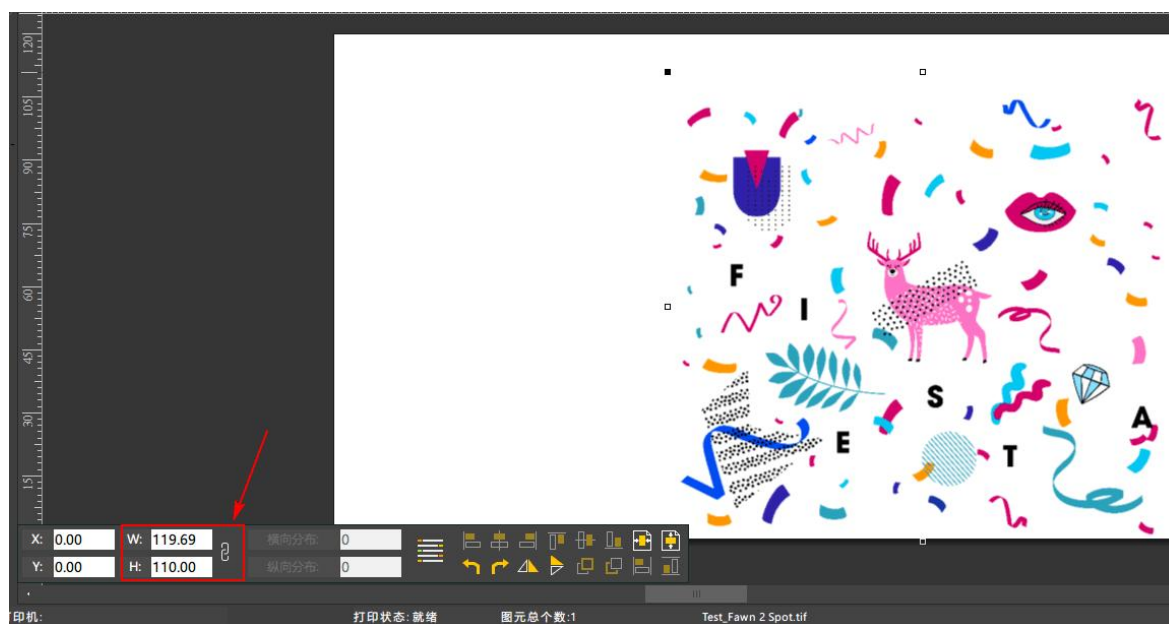 120
105
90
75
60
45
30
15
F
I
E
S
T
A
X: 0.00
W: 119.69
横向分布: 0
Y: 0.00
H: 110.00
纵向分布: 0
印机:
打印状态:就绪
图元总个数:1
Test_Fawn 2 Spot.tif